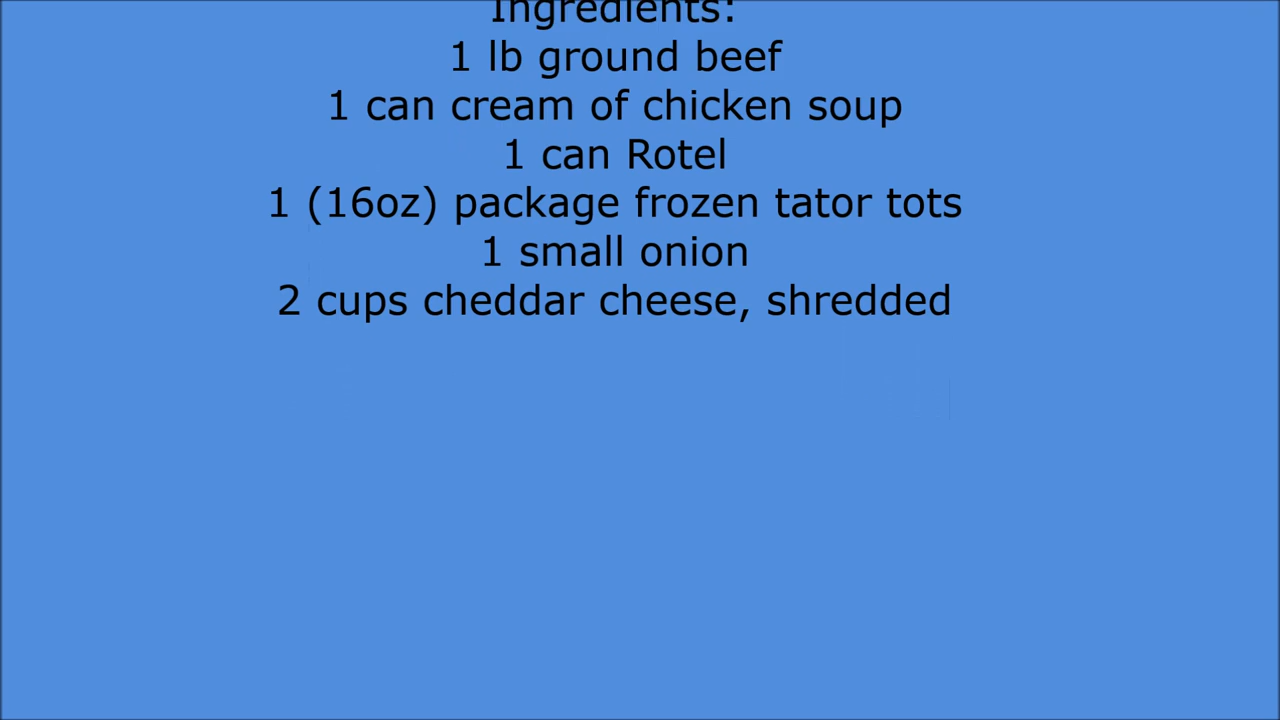 Ingredients:
1 lb ground beef
1 can cream of chicken soup
1 can Rotel
1 (16oz) package frozen tator tots
1 small onion
2 cups cheddar cheese, shredded